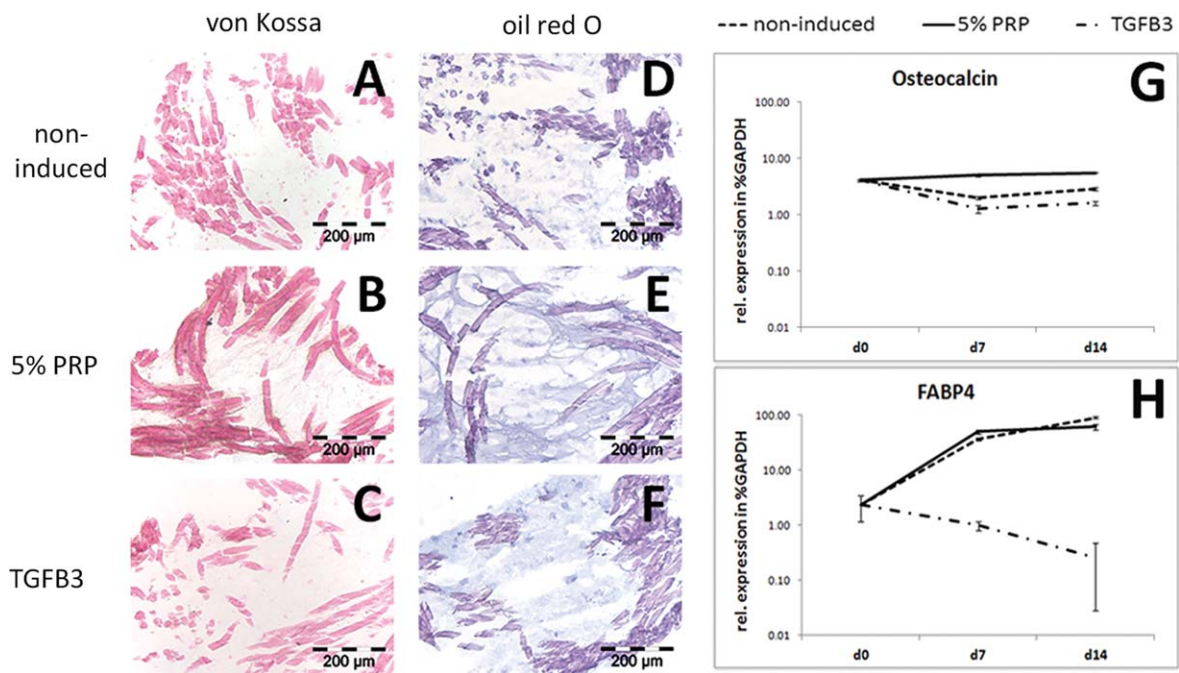 von Kossa
oil red O
non-induced
5% PRP
TGFB3
non-
induced
A
200 µm
D
200 µm
5% PRP
B
200 µm
E
200 µm
TGFB3
C
200 µm
F
200 µm
G
Osteocalcin
rel. expression in %GAPDH
100.00
10.00
1.00
0.10
0.01
d0
d7
d14
H
FABP4
rel. expression in %GAPDH
100.00
10.00
1.00
0.10
0.01
d0
d7
d14